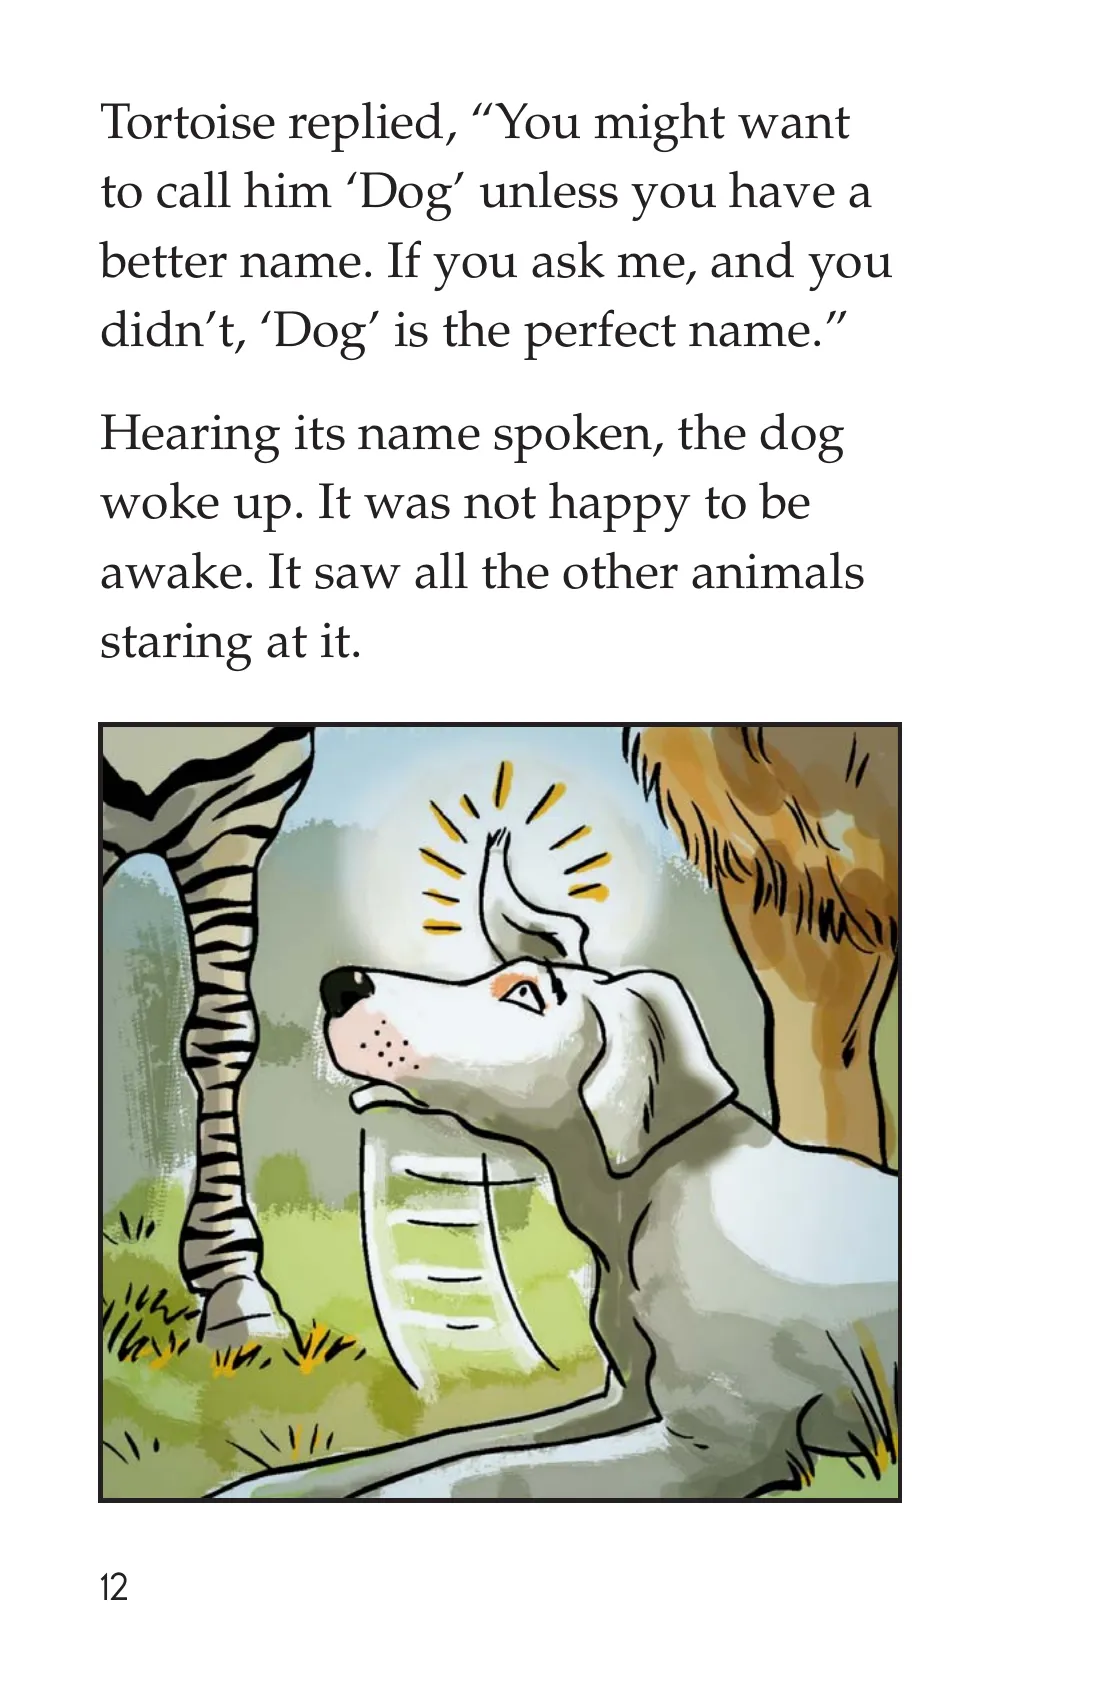 Tortoise replied, “You might want
to call him ‘Dog’ unless you have a
better name. If you ask me, and you
didn’t, ‘Dog’ is the perfect name.”
Hearing its name spoken, the dog
woke up. It was not happy to be
awake. It saw all the other animals
staring at it.
12